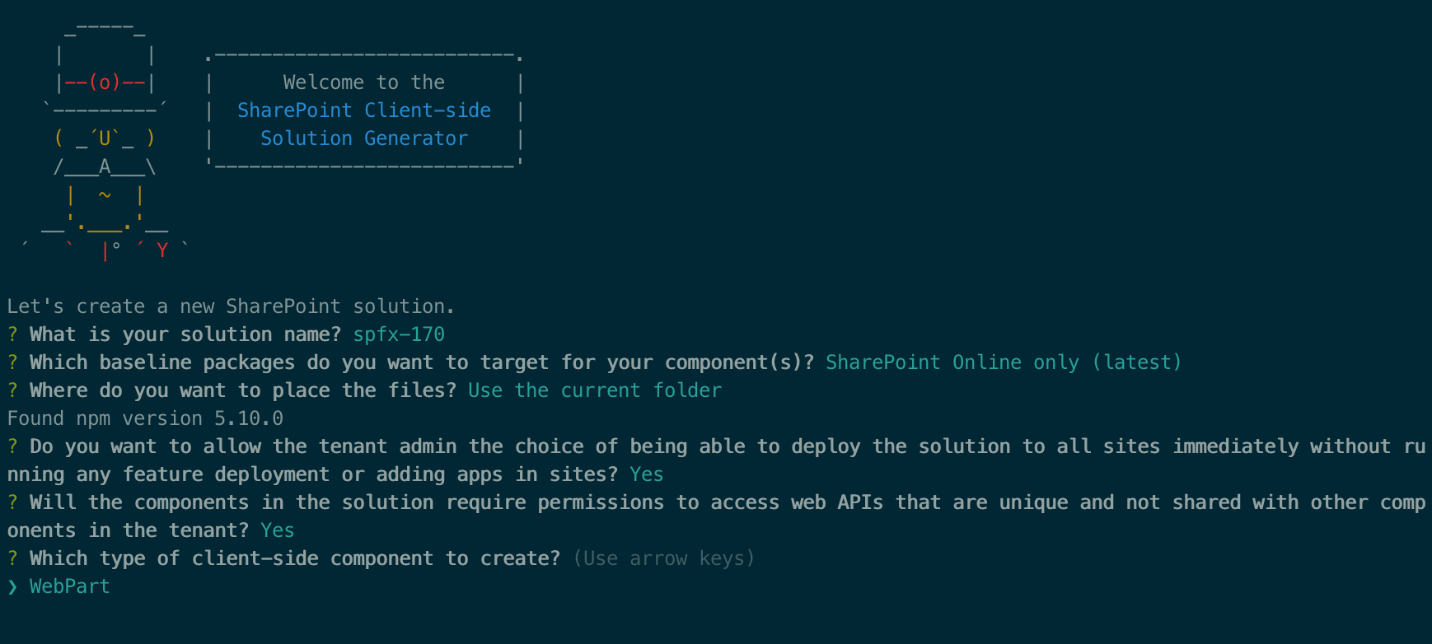 Welcome to the
SharePoint Client-side
Solution Generator
Let's create a new SharePoint solution.
? What is your solution name? spfx-170
? Which baseline packages do you want to target for your component(s)? SharePoint Online only (latest)
? Where do you want to place the files? Use the current folder
Found npm version 5.10.0
? Do you want to allow the tenant admin the choice of being able to deploy the solution to all sites immediately without ru
nning any feature deployment or adding apps in sites? Yes
? Will the components in the solution require permissions to access web APIs that are unique and not shared with other comp
onents in the tenant? Yes
? Which type of client-side component to create? (Use arrow keys)
❯ WebPart